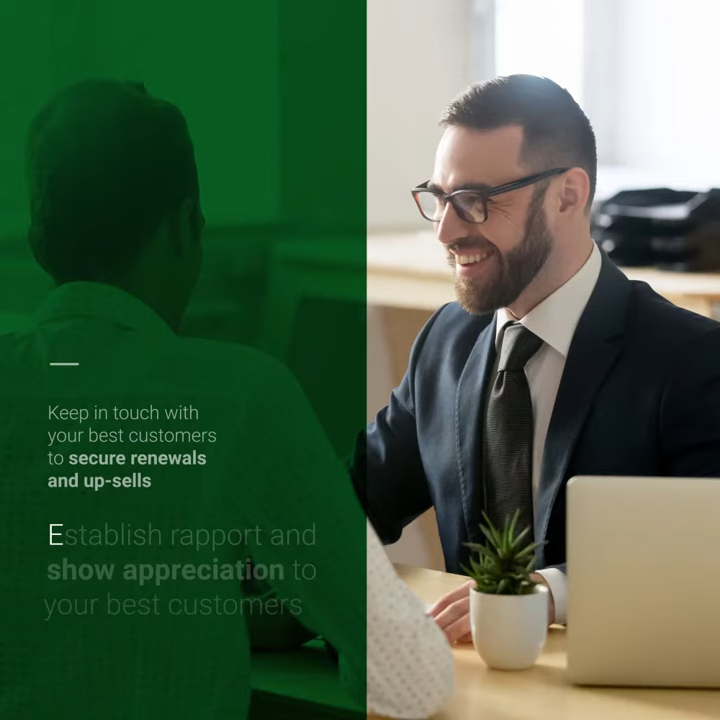 Keep in touch with
your best customers
to secure renewals
and up-sells
Establish rapport and
show appreciation to
your best customers